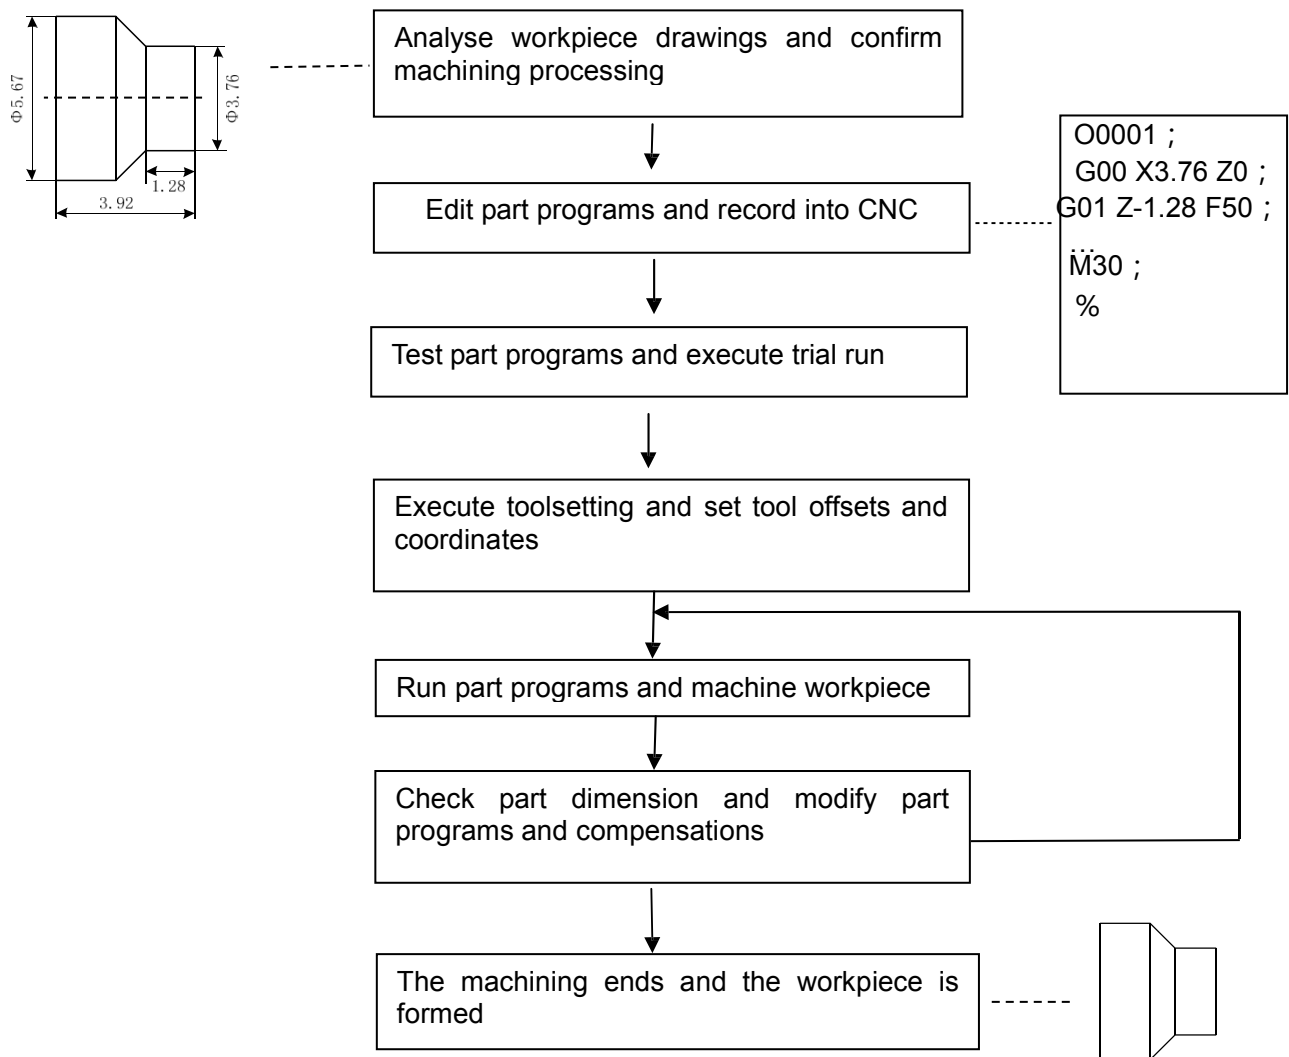 Φ5.67
Φ3.76
1.28
3.92
Analyse workpiece drawings and confirm
machining processing
Edit part programs and record into CNC
O0001；
G00 X3.76 Z0；
G01 Z-1.28 F50；
…
M30；
%
Test part programs and execute trial run
Execute toolsetting and set tool offsets and
coordinates
Run part programs and machine workpiece
Check part dimension and modify part
programs and compensations
The machining ends and the workpiece is
formed